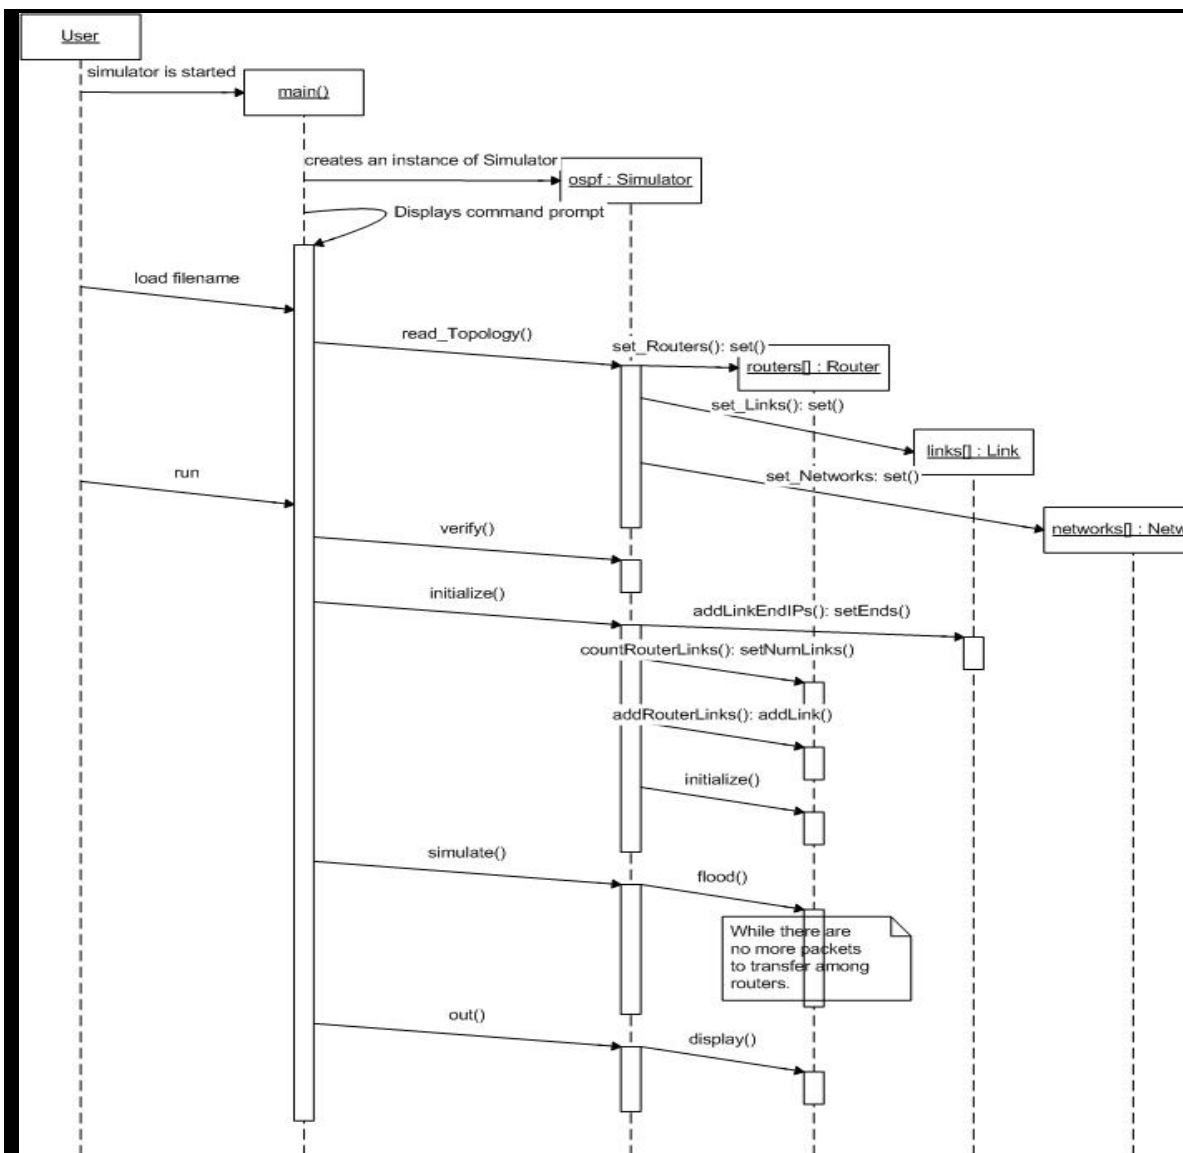 User
simulator is started
main()
creates an instance of Simulator
ospf : Simulator
Displays command prompt
load filename
read_Topology()
set_Routers(): set()
routers[] : Router
set_Links(): set()
links[] : Link
run
set_Networks: set()
networks[] : Netw
verify()
initialize()
addLinkEndIPs(): setEnds()
countRouterLinks(): setNumLinks()
addRouterLinks(): addLink()
initialize()
simulate()
flood()
While there are
no more packets
to transfer among
routers.
out()
display()